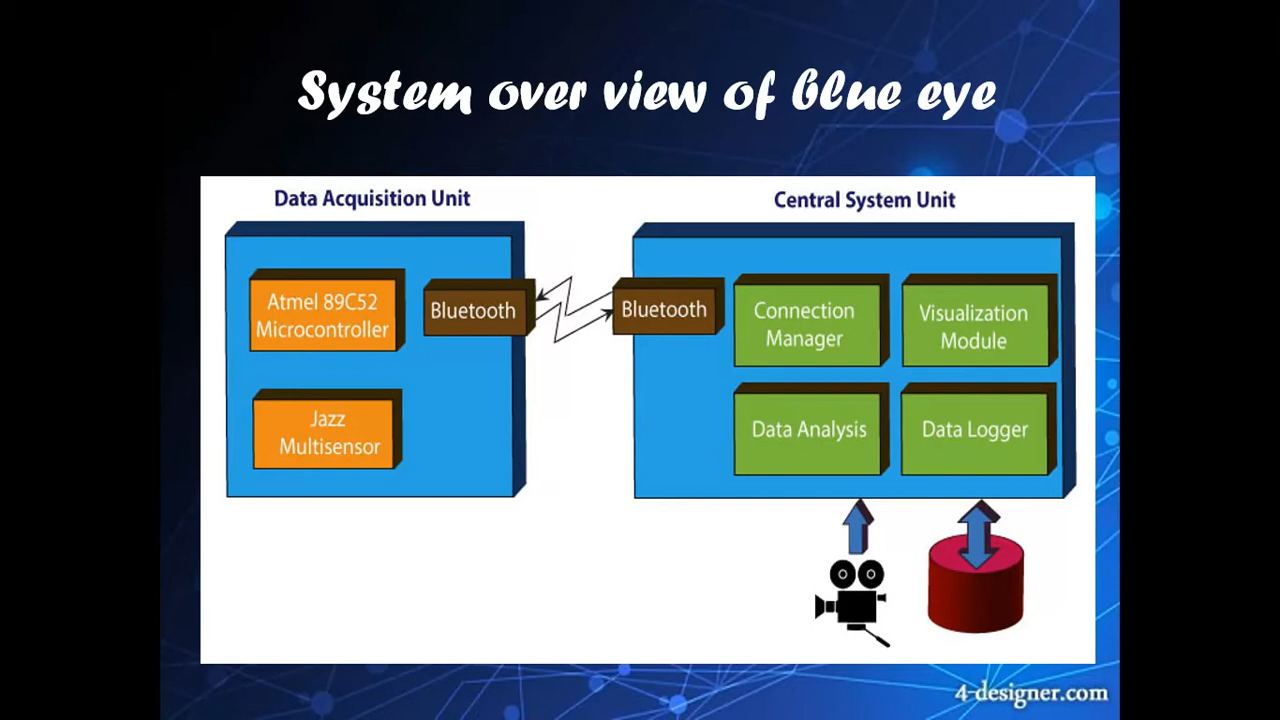 System over view of blue eye
Data Acquisition Unit
Central System Unit
Atmel 89C52
Microcontroller
Bluetooth
Jazz
Multisensor
Bluetooth
Connection
Manager
Visualization
Module
Data Analysis
Data Logger
4-designer.com